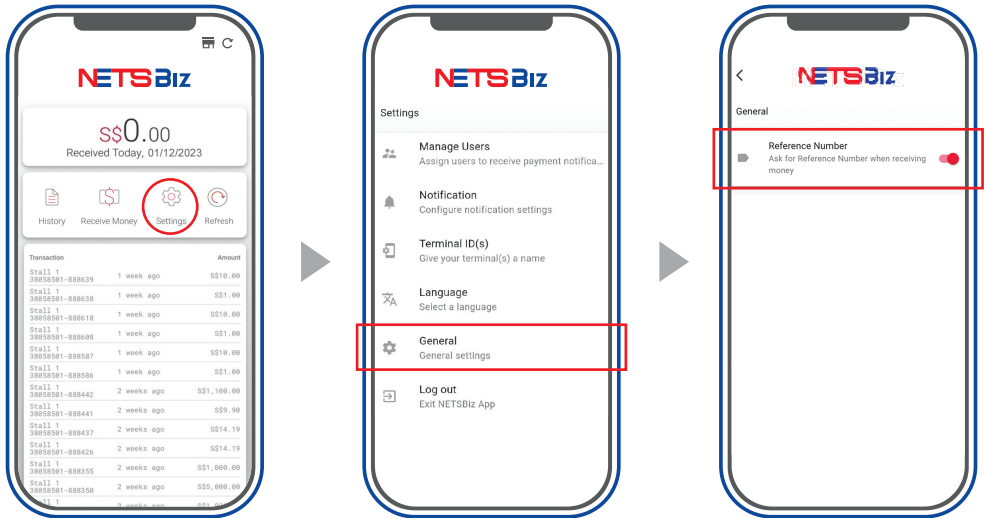 NETSBiz
S$0.00
Received Today, 01/12/2023
History Receive Money Settings Refresh
Transaction Amount
Stall 1
38058501-888639 1 week ago S$10.00
Stall 1
38058501-888638 1 week ago S$1.00
Stall 1
38058501-888618 1 week ago S$10.00
Stall 1
38058501-888608 1 week ago S$1.00
Stall 1
38058501-888587 1 week ago S$10.00
Stall 1
38058501-888586 1 week ago S$1.00
Stall 1
38058501-888442 2 weeks ago S$1,100.00
Stall 1
38058501-888441 2 weeks ago S$9.90
Stall 1
38058501-888437 2 weeks ago S$14.19
Stall 1
38058501-888426 2 weeks ago S$14.19
Stall 1
38058501-888355 2 weeks ago S$1,000.00
Stall 1
38058501-888350 2 weeks ago S$5,000.00
NETSBiz
Settings
Manage Users
Assign users to receive payment notifica...
Notification
Configure notification settings
Terminal ID(s)
Give your terminal(s) a name
Language
Select a language
General
General settings
Log out
Exit NETSBiz App
NETSBiz
General
Reference Number
Ask for Reference Number when receiving
money